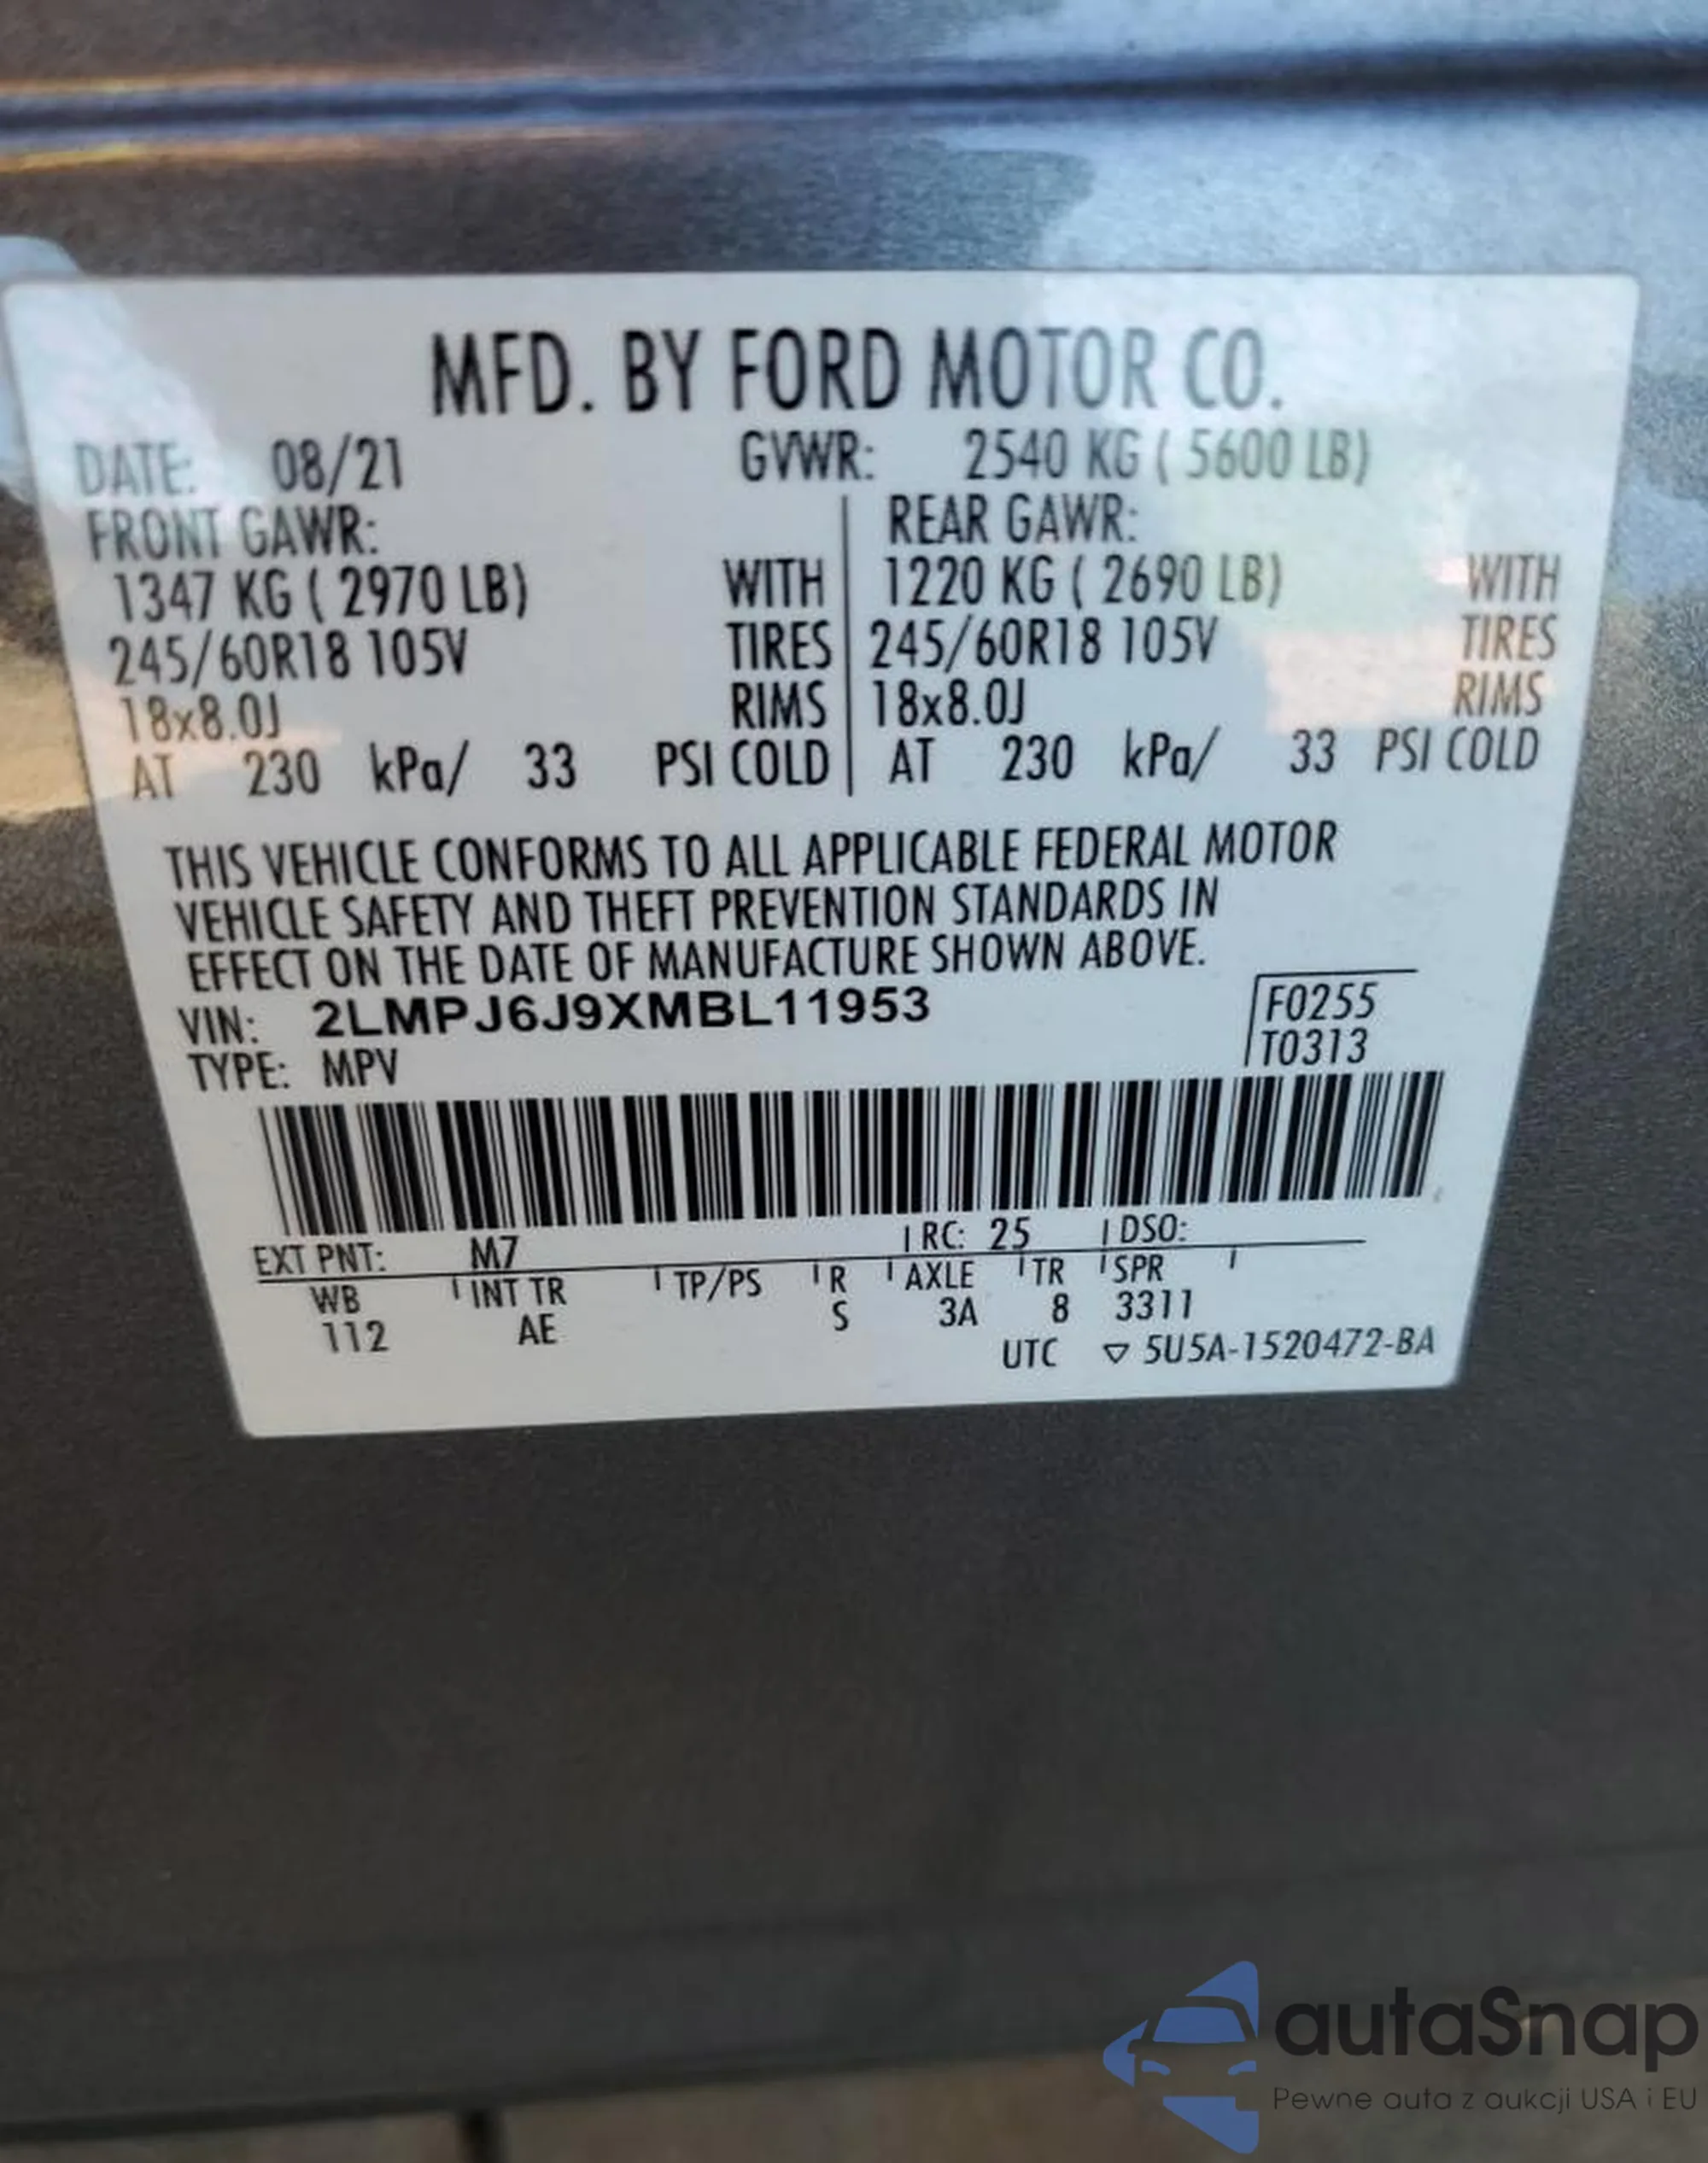 MFD. BY FORD MOTOR CO.
DATE: 08/21 GVWR: 2540 KG ( 5600 LB)
FRONT GAWR: REAR GAWR:
1347 KG ( 2970 LB) WITH 1220 KG ( 2690 LB) WITH
245/60R18 105V TIRES 245/60R18 105V TIRES
18x8.0J RIMS 18x8.0J RIMS
AT 230 kPa/ 33 PSI COLD AT 230 kPa/ 33 PSI COLD
THIS VEHICLE CONFORMS TO ALL APPLICABLE FEDERAL MOTOR
VEHICLE SAFETY AND THEFT PREVENTION STANDARDS IN
EFFECT ON THE DATE OF MANUFACTURE SHOWN ABOVE.
VIN: 2LMPJ6J9XMBL11953 F0255
TYPE: MPV T0313
EXT PNT: M7 RC: 25 DSO:
WB INT TR TP/PS R AXLE TR SPR
112 AE S 3A 8 3311
UTC ▽ 5U5A-1520472-BA
autaSnap
Pewne auta z aukcji USA i EU